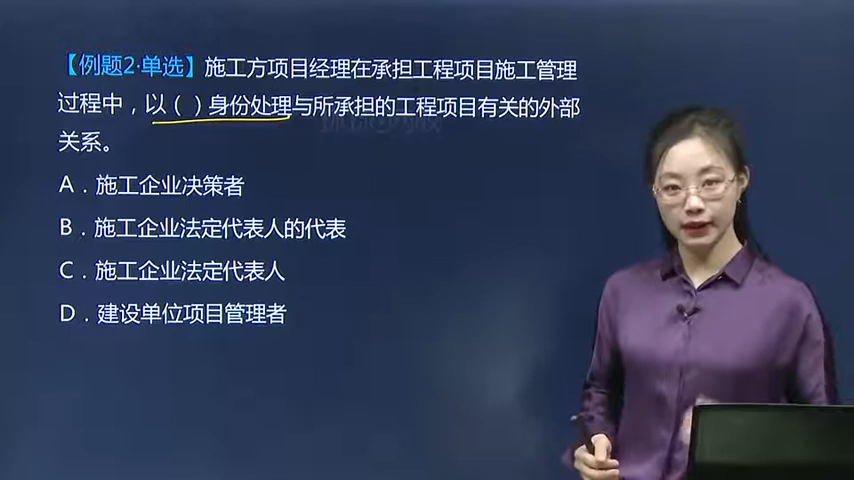 【例题2·单选】施工方项目经理在承担工程项目施工管理
过程中，以（ ）身份处理与所承担的工程项目有关的外部
关系。
A．施工企业决策者
B．施工企业法定代表人的代表
C．施工企业法定代表人
D．建设单位项目管理者